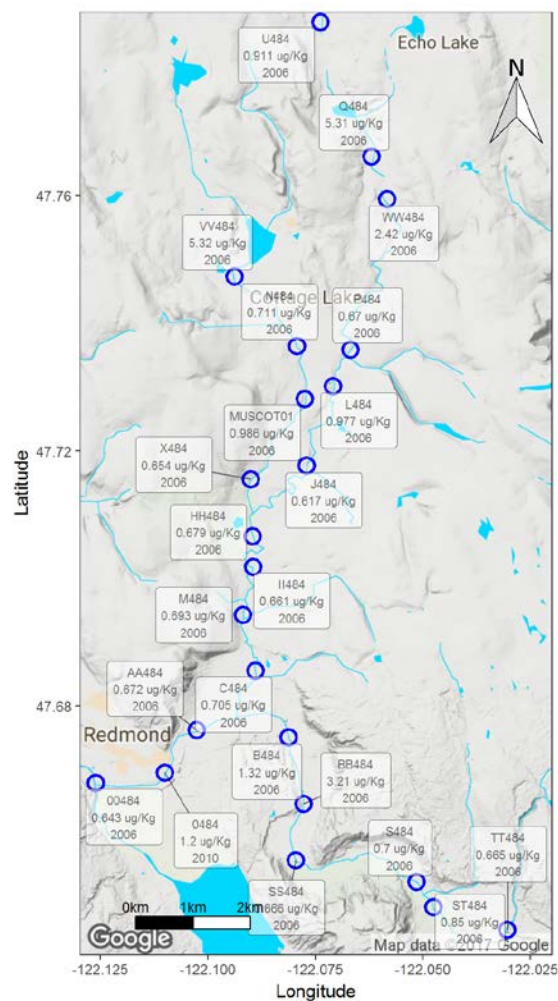 Echo Lake
U484
0.911 ug/Kg
2006
N
Q484
5.31 ug/Kg
2006
47.76
WW484
2.42 ug/Kg
2006
VV484
5.32 ug/Kg
2006
Cottage Lake
N484
0.711 ug/Kg
2006
P484
0.67 ug/Kg
2006
L484
0.977 ug/Kg
2006
MUSCOT01
0.986 ug/Kg
2006
47.72
X484
0.654 ug/Kg
2006
J484
0.617 ug/Kg
2006
Latitude
HH484
0.679 ug/Kg
2006
II484
0.661 ug/Kg
2006
M484
0.693 ug/Kg
2006
AA484
0.672 ug/Kg
2006
C484
0.705 ug/Kg
2006
47.68
Redmond
B484
1.32 ug/Kg
2006
BB484
3.21 ug/Kg
2006
00484
0.643 ug/Kg
2006
0484
1.2 ug/Kg
2010
S484
0.7 ug/Kg
2006
TT484
0.665 ug/Kg
2006
SS484
.666 ug/Kg
2006
ST484
0.85 ug/Kg
2006
0km 1km 2km
Google
Map data ©2017 Google
-122.125 -122.100 -122.075 -122.050 -122.025
Longitude